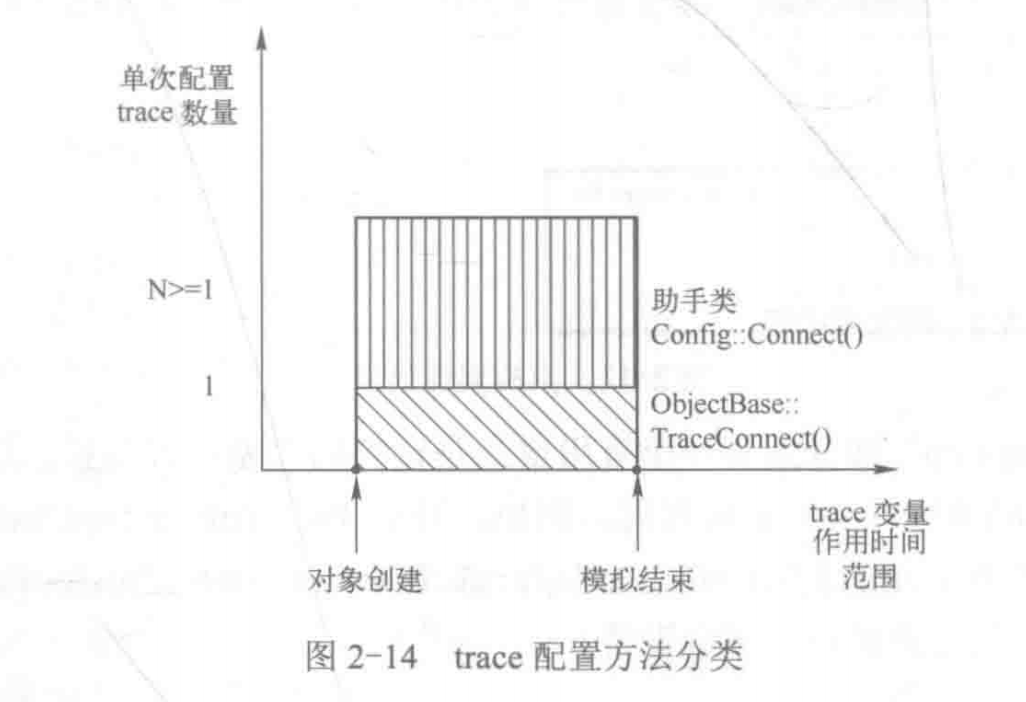 单次配置
trace 数量
N>=1
1
助手类
Config::Connect()
ObjectBase::
TraceConnect()
trace 变量
作用时间
范围
对象创建
模拟结束
图 2-14 trace 配置方法分类